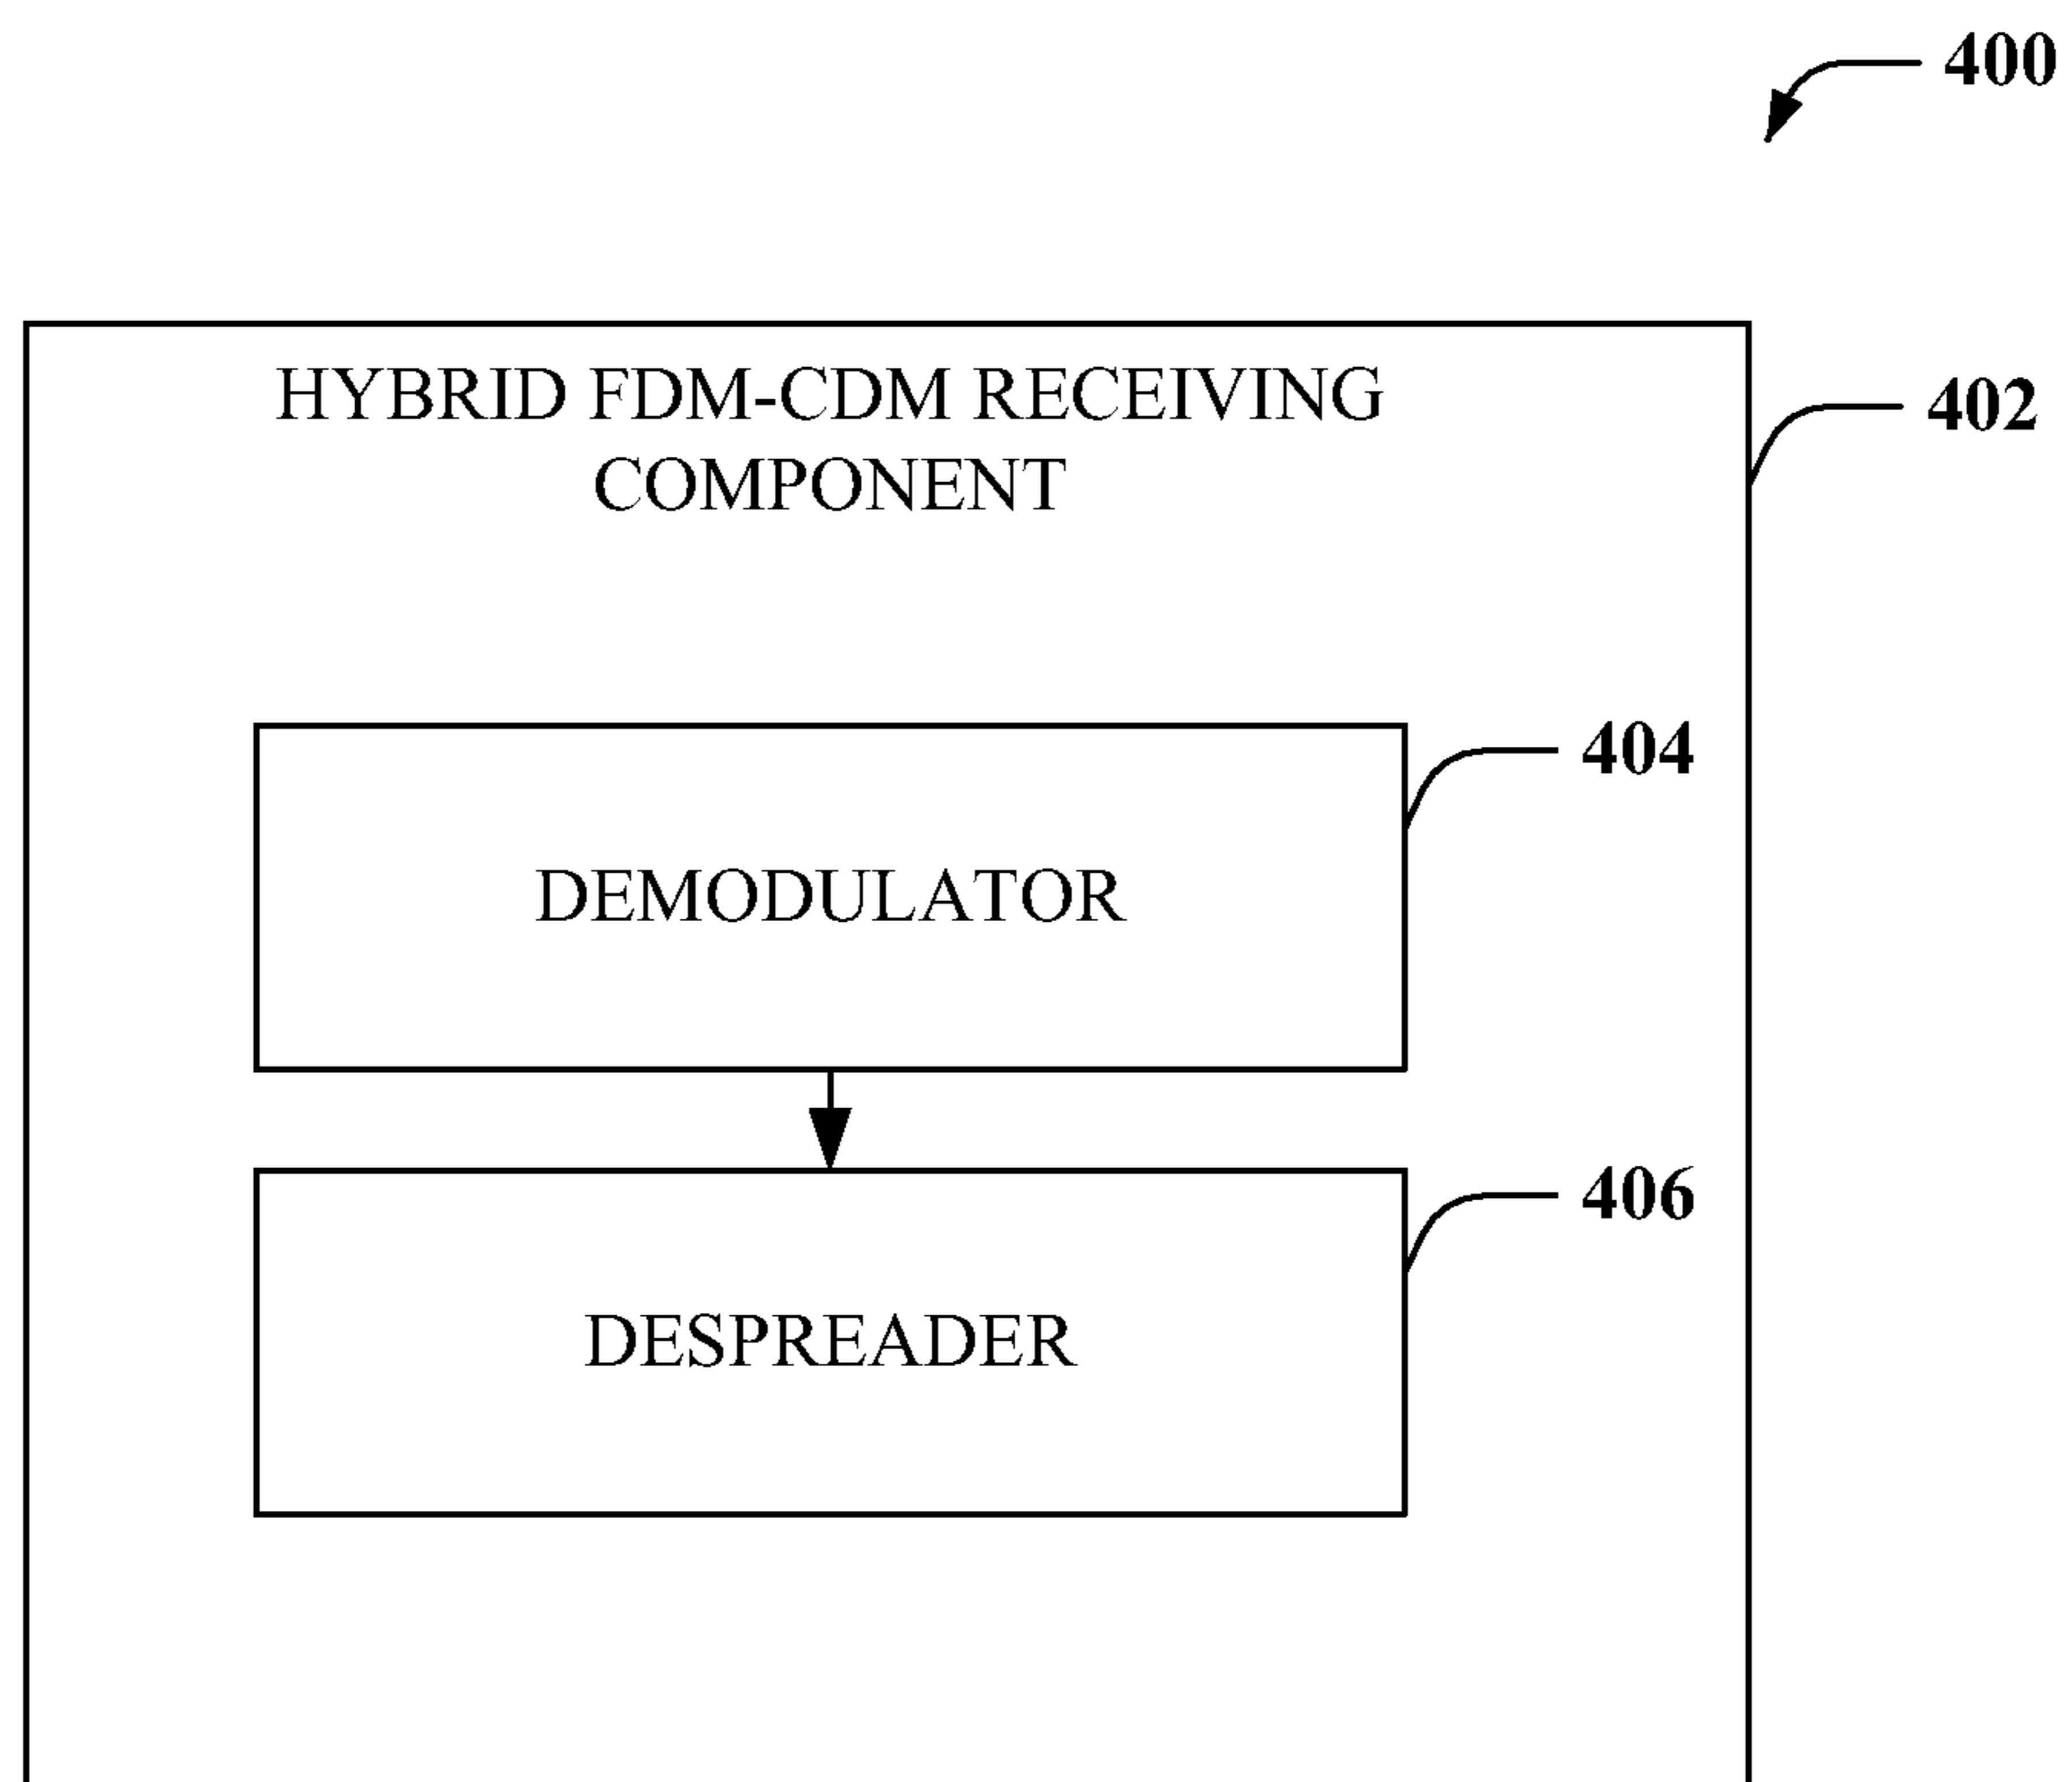 400
HYBRID FDM-CDM RECEIVING
COMPONENT
402
404
DEMODULATOR
406
DESPREADER